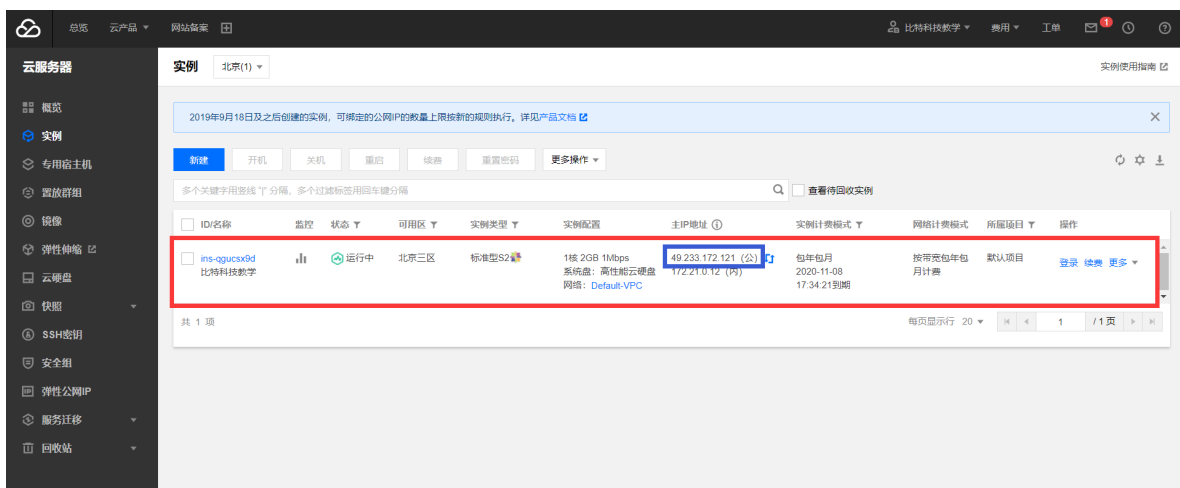 总览 云产品 网站备案 比特科技教学 费用 工单 1
云服务器 实例 北京(1) 实例使用指南
概览
2019年9月18日及之后创建的实例，可绑定的公网IP的数量上限按新的规则执行。详见产品文档
实例
专用宿主机 新建 开机 关机 重启 续费 重置密码 更多操作
置放群组 多个关键字用竖线 "|" 分隔，多个过滤标签用回车键分隔 查看待回收实例
镜像 ID/名称 监控 状态 可用区 实例类型 实例配置 主IP地址 实例计费模式 网络计费模式 所属项目 操作
弹性伸缩 ins-qgucsx9d 运行中 北京三区 标准型S2 1核 2GB 1Mbps 49.233.172.121 (公) 包年包月 按带宽包年包 默认项目 登录 续费 更多
云硬盘 比特科技教学 系统盘：高性能云硬盘 172.21.0.12 (内) 2020-11-08 月计费
网络：Default-VPC 17:34:21到期
快照
共 1 项 每页显示行 20 1 / 1 页
SSH密钥
安全组
弹性公网IP
服务迁移
回收站